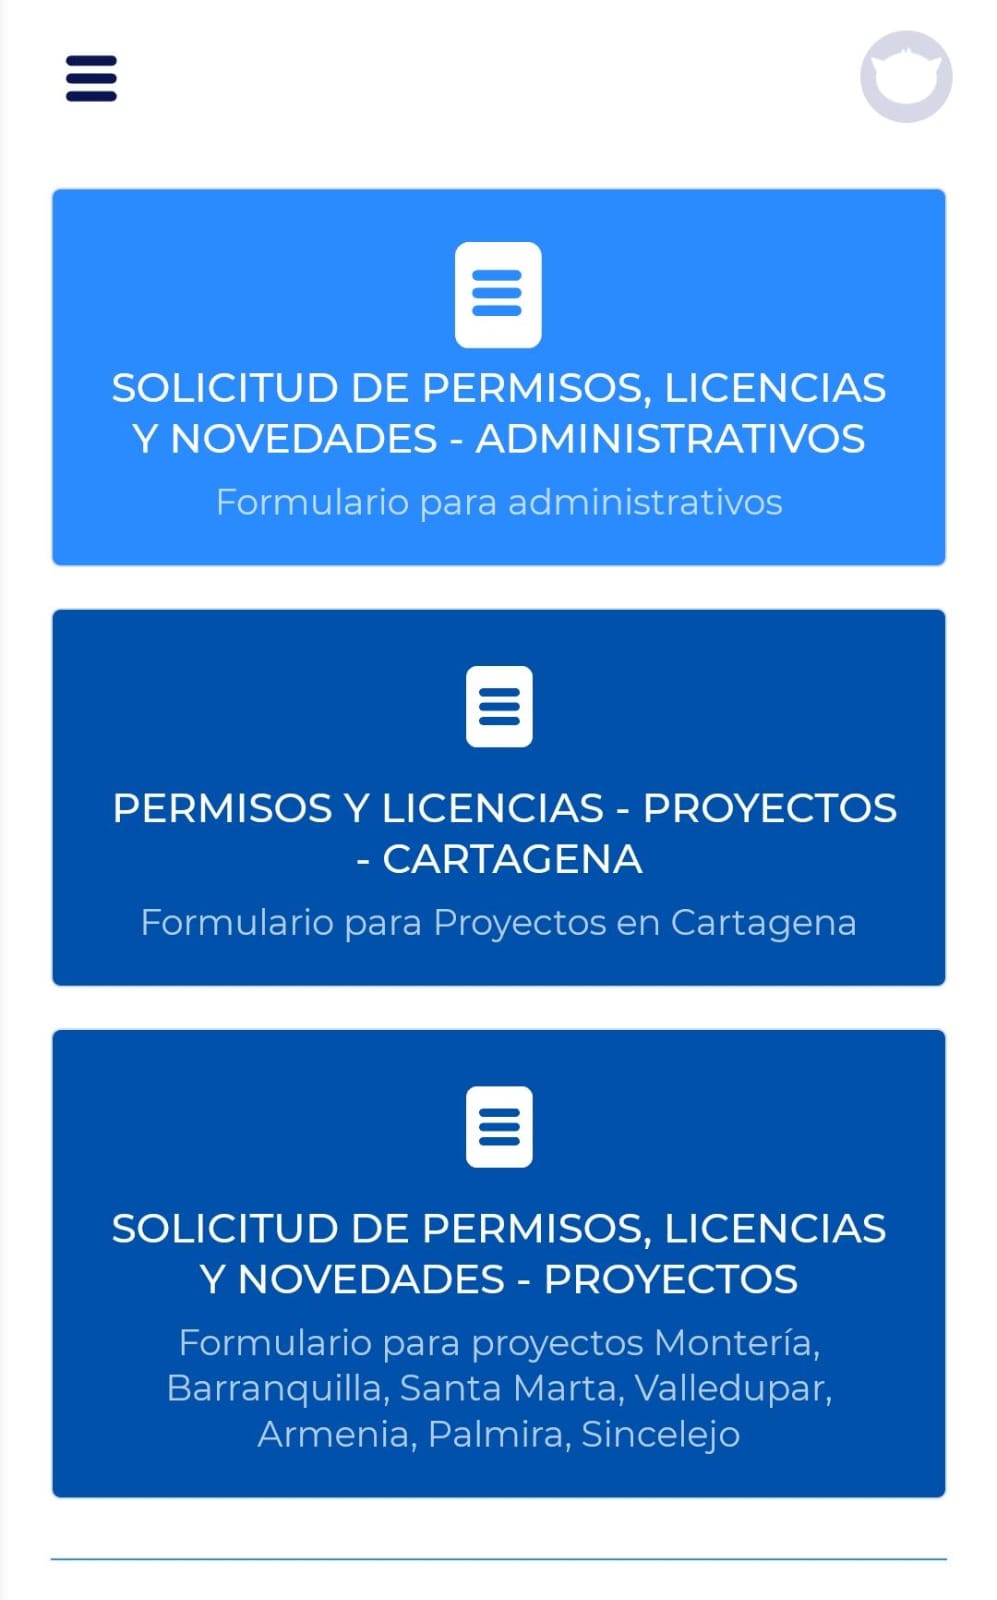 SOLICITUD DE PERMISOS, LICENCIAS
Y NOVEDADES - ADMINISTRATIVOS
Formulario para administrativos
PERMISOS Y LICENCIAS - PROYECTOS
- CARTAGENA
Formulario para Proyectos en Cartagena
SOLICITUD DE PERMISOS, LICENCIAS
Y NOVEDADES - PROYECTOS
Formulario para proyectos Montería,
Barranquilla, Santa Marta, Valledupar,
Armenia, Palmira, Sincelejo